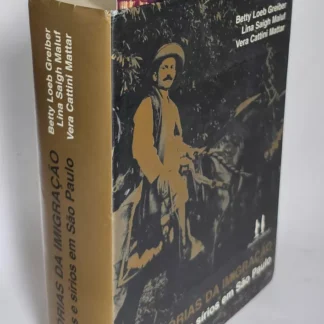 Betty Loeb Greiber
Lina Saigh Maluf
Vera Cattini Mattar
ÓRIAS DA IMIGRAÇÃO
s e sírios em São Paulo
Betty Loeb Greiber
Lina Saigh Maluf
Vera Cattini Mattar
ÓRIAS DA IMIGRAÇÃO
sírios em São Paulo